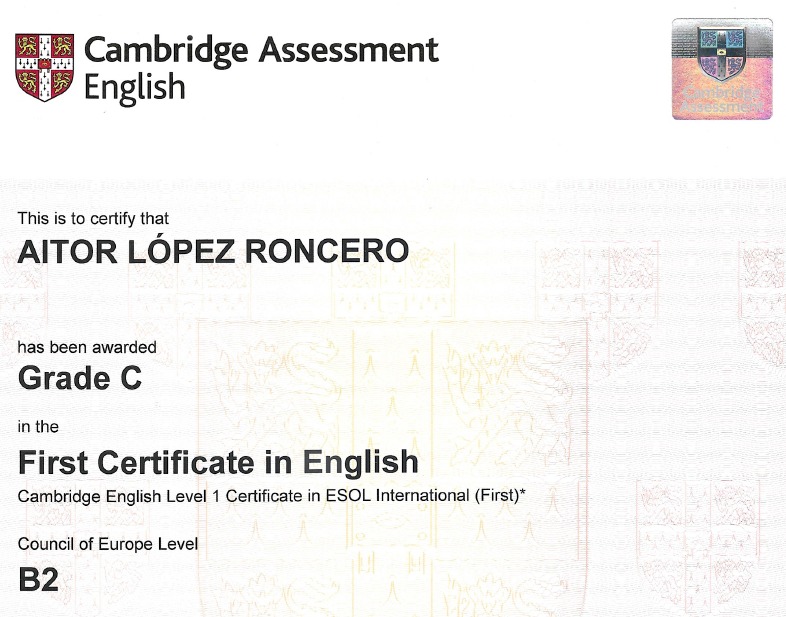 Cambridge Assessment
English
Cambridge
Assessment
This is to certify that
AITOR LÓPEZ RONCERO
has been awarded
Grade C
in the
First Certificate in English
Cambridge English Level 1 Certificate in ESOL International (First)*
Council of Europe Level
B2